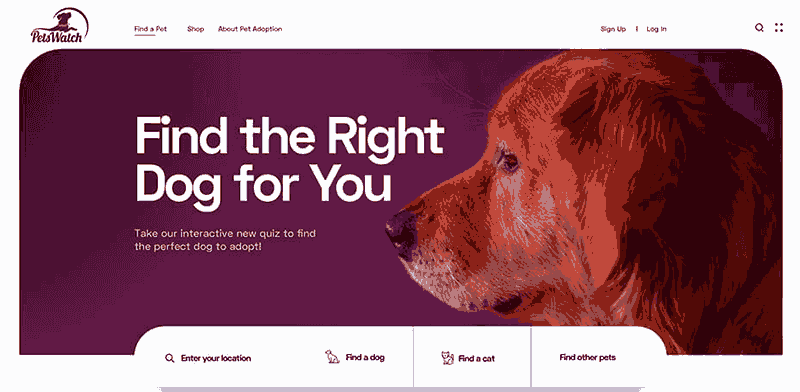 PetsWatch
Find a Pet
Shop
About Pet Adoption
Sign Up
Log In
Find the Right
Dog for You
Take our interactive new quiz to find
the perfect dog to adopt!
Enter your location
Find a dog
Find a cat
Find other pets